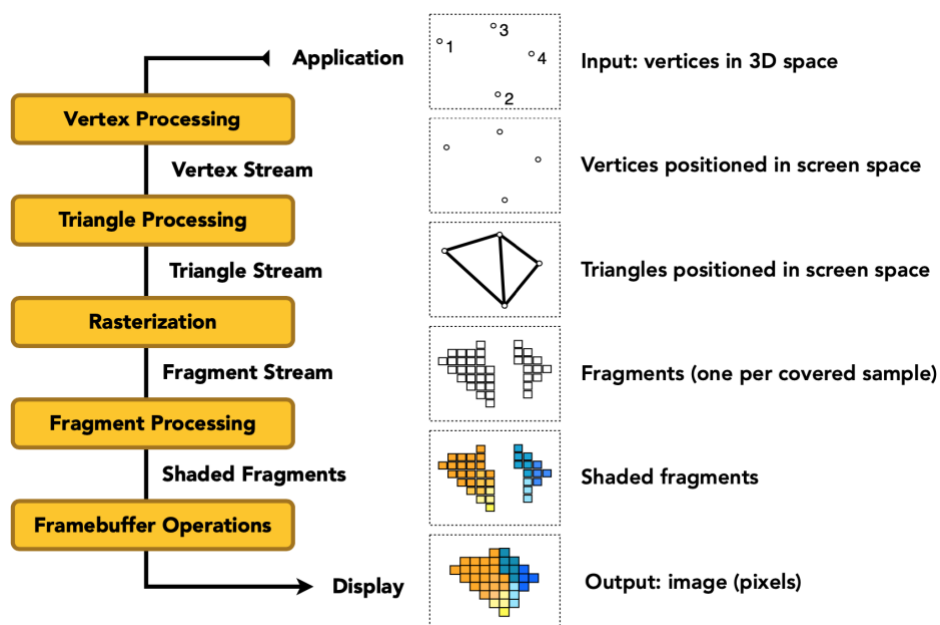 Application
1
3
4
2
Input: vertices in 3D space
Vertex Processing
Vertex Stream
Vertices positioned in screen space
Triangle Processing
Triangle Stream
Triangles positioned in screen space
Rasterization
Fragment Stream
Fragments (one per covered sample)
Fragment Processing
Shaded Fragments
Shaded fragments
Framebuffer Operations
Display
Output: image (pixels)